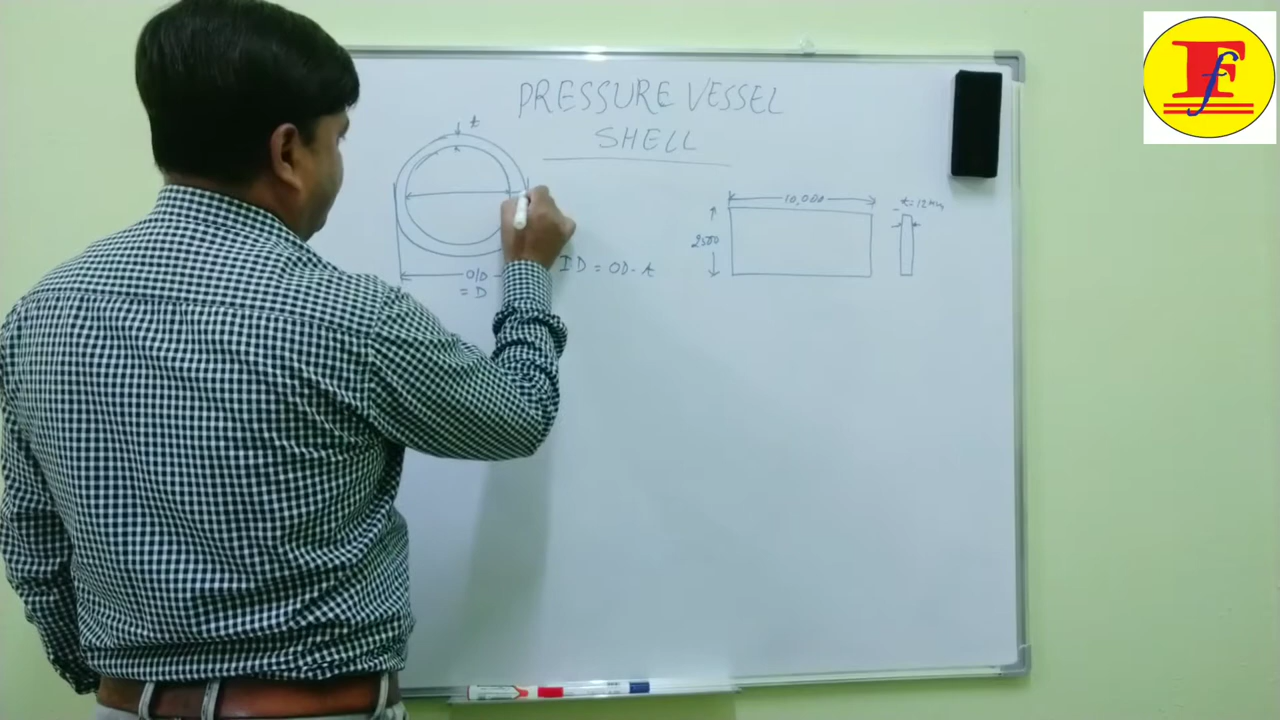 PRESSURE VESSEL
SHELL
t
10,000
t=12mm
2500
O/D
= D
ID = OD-t
F
f